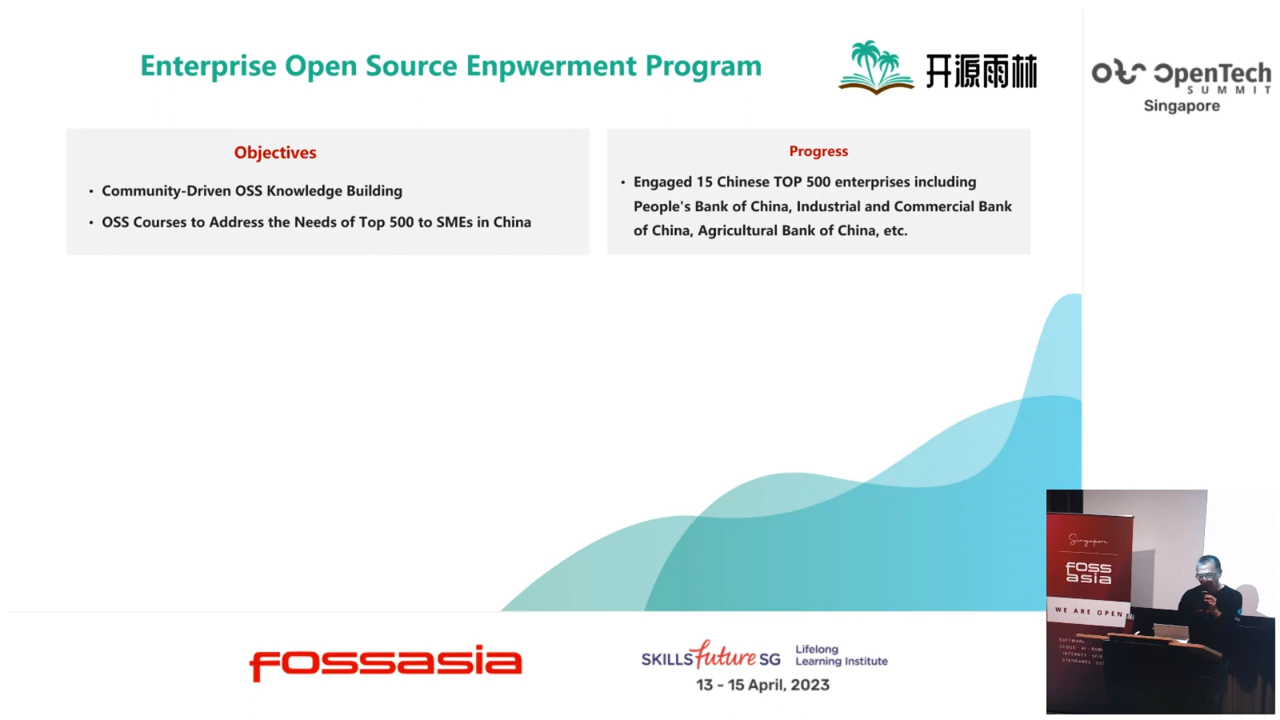 Enterprise Open Source Enpwerment Program
开源雨林
OpenTech
SUMMIT
Singapore
Objectives
• Community-Driven OSS Knowledge Building
• OSS Courses to Address the Needs of Top 500 to SMEs in China
Progress
• Engaged 15 Chinese TOP 500 enterprises including
People's Bank of China, Industrial and Commercial Bank
of China, Agricultural Bank of China, etc.
Singapore
foss
asia
WE ARE OPEN
fossasia
SKILLSfuture SG
Lifelong
Learning Institute
13 - 15 April, 2023